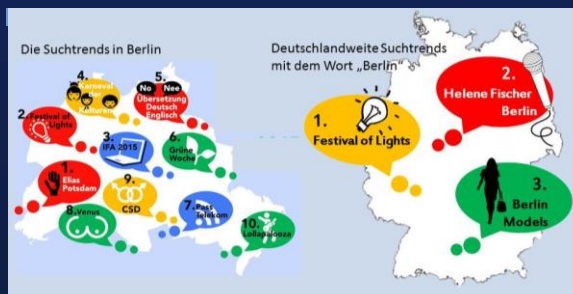 Die Suchtrends in Berlin
4.
Karneval
der
Kulturen
5.
No Nee
Übersetzung
Deutsch
Englisch
2.
Festival of
Lights
3.
IFA 2015
6.
Grüne
Woche
1.
Elias
Potsdam
9.
CSD
7. Pass
Telekom
8. Venus
10.
Lollapalooza
Deutschlandweite Suchtrends
mit dem Wort „Berlin“
1.
Festival of Lights
2.
Helene Fischer
Berlin
3.
Berlin
Models